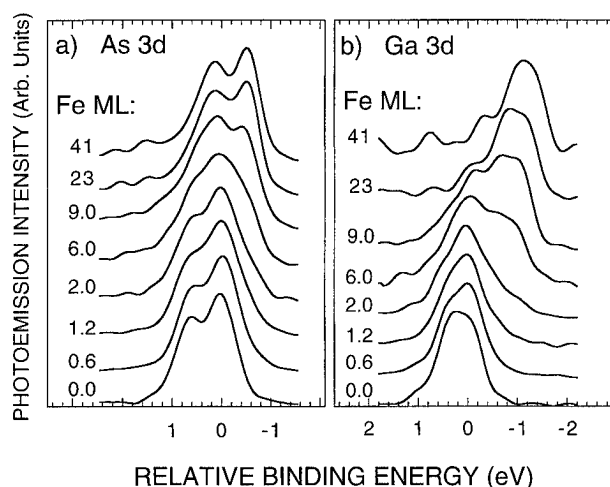 PHOTOEMISSION INTENSITY (Arb. Units)
a) As 3d
Fe ML:
41
23
9.0
6.0
2.0
1.2
0.6
0.0
1 0 -1
b) Ga 3d
Fe ML:
41
23
9.0
6.0
2.0
1.2
0.6
0.0
2 1 0 -1 -2
RELATIVE BINDING ENERGY (eV)